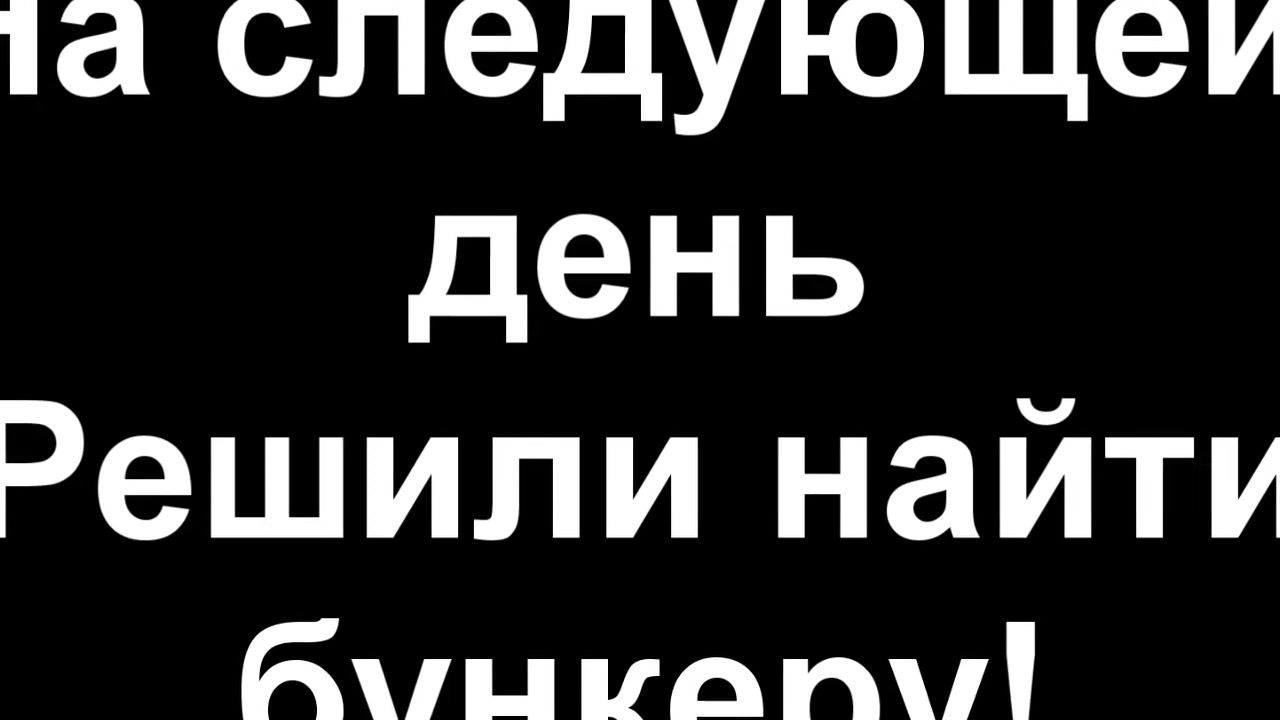 на следующей
день
Решили найти
бункеру!